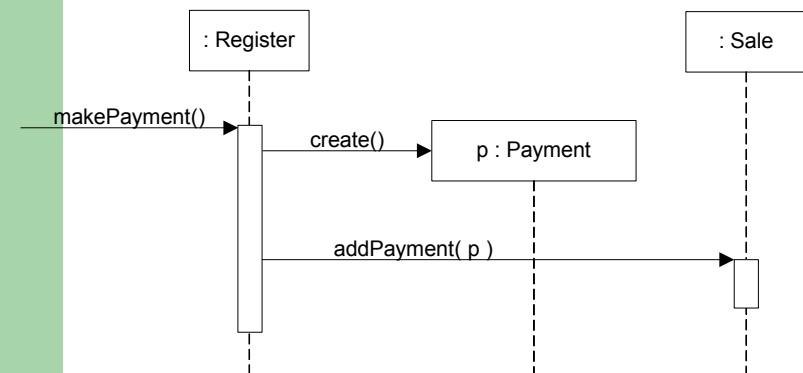 : Register
: Sale
makePayment()
create()
p : Payment
addPayment( p )